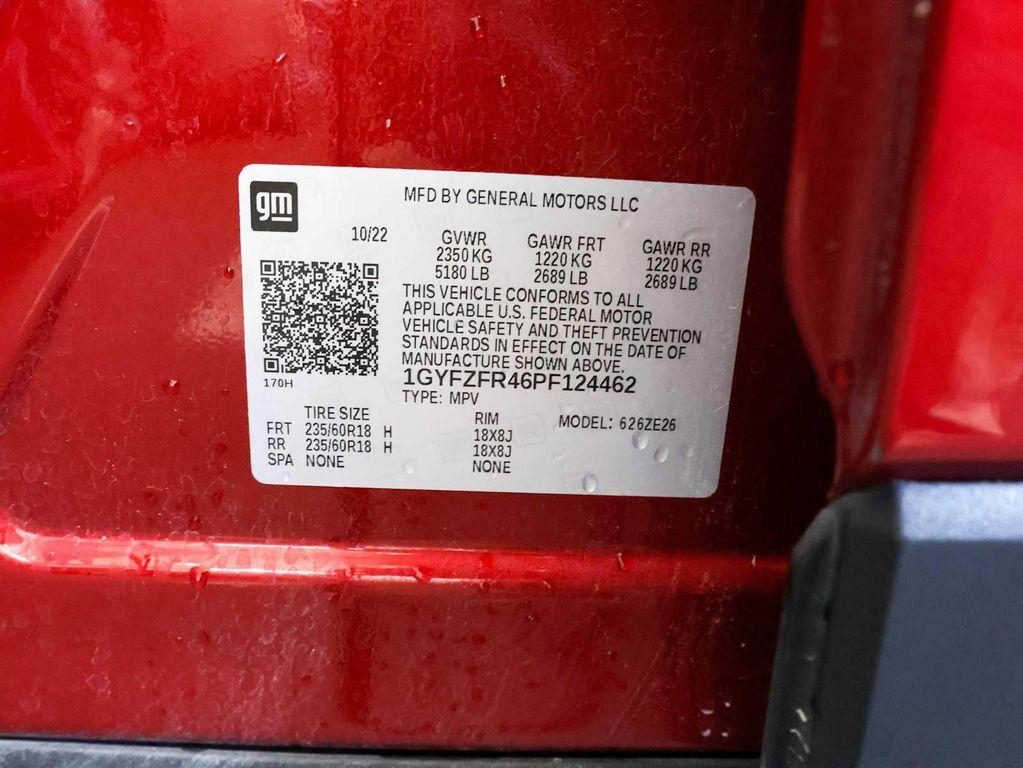 gm
MFD BY GENERAL MOTORS LLC
10/22
GVWR GAWR FRT GAWR RR
2350 KG 1220 KG 1220 KG
5180 LB 2689 LB 2689 LB
THIS VEHICLE CONFORMS TO ALL
APPLICABLE U.S. FEDERAL MOTOR
VEHICLE SAFETY AND THEFT PREVENTION
STANDARDS IN EFFECT ON THE DATE OF
MANUFACTURE SHOWN ABOVE.
170H
1GYFZFR46PF124462
TYPE: MPV
TIRE SIZE RIM MODEL: 626ZE26
FRT 235/60R18 H 18X8J
RR 235/60R18 H 18X8J
SPA NONE NONE